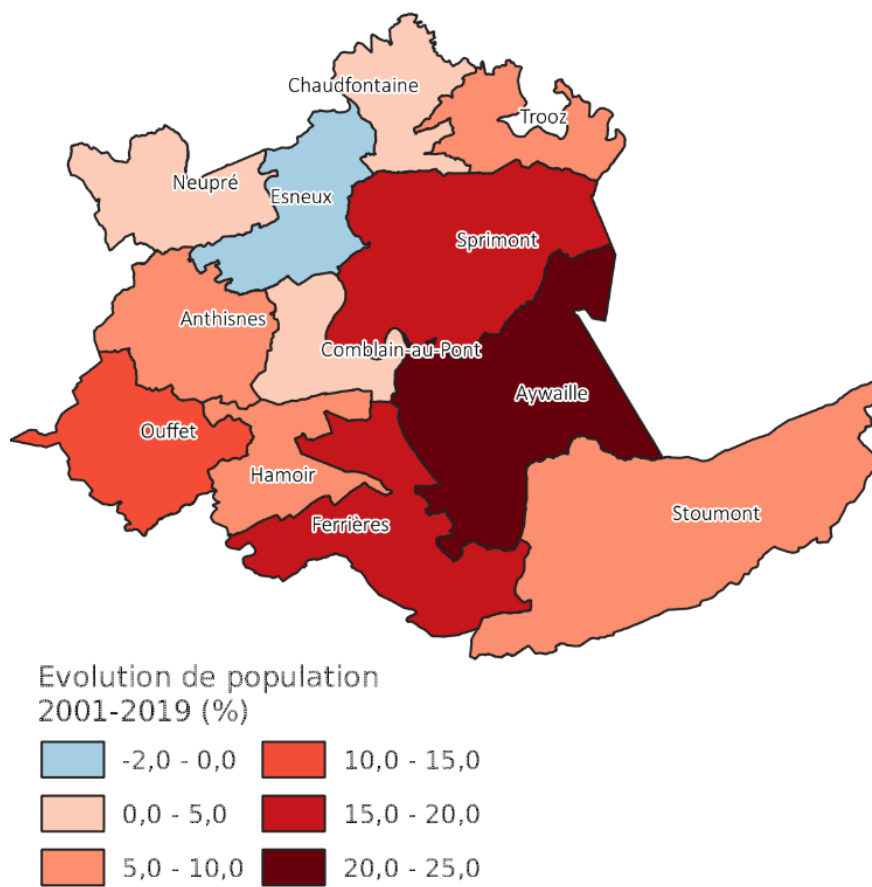 Chaudfontaine
Trooz
Neupré
Esneux
Sprimont
Anthisnes
Comblain-au-Pont
Aywaille
Ouffet
Hamoir
Stoumont
Ferrières
Evolution de population
2001-2019 (%)
-2,0 - 0,0
10,0 - 15,0
0,0 - 5,0
15,0 - 20,0
5,0 - 10,0
20,0 - 25,0